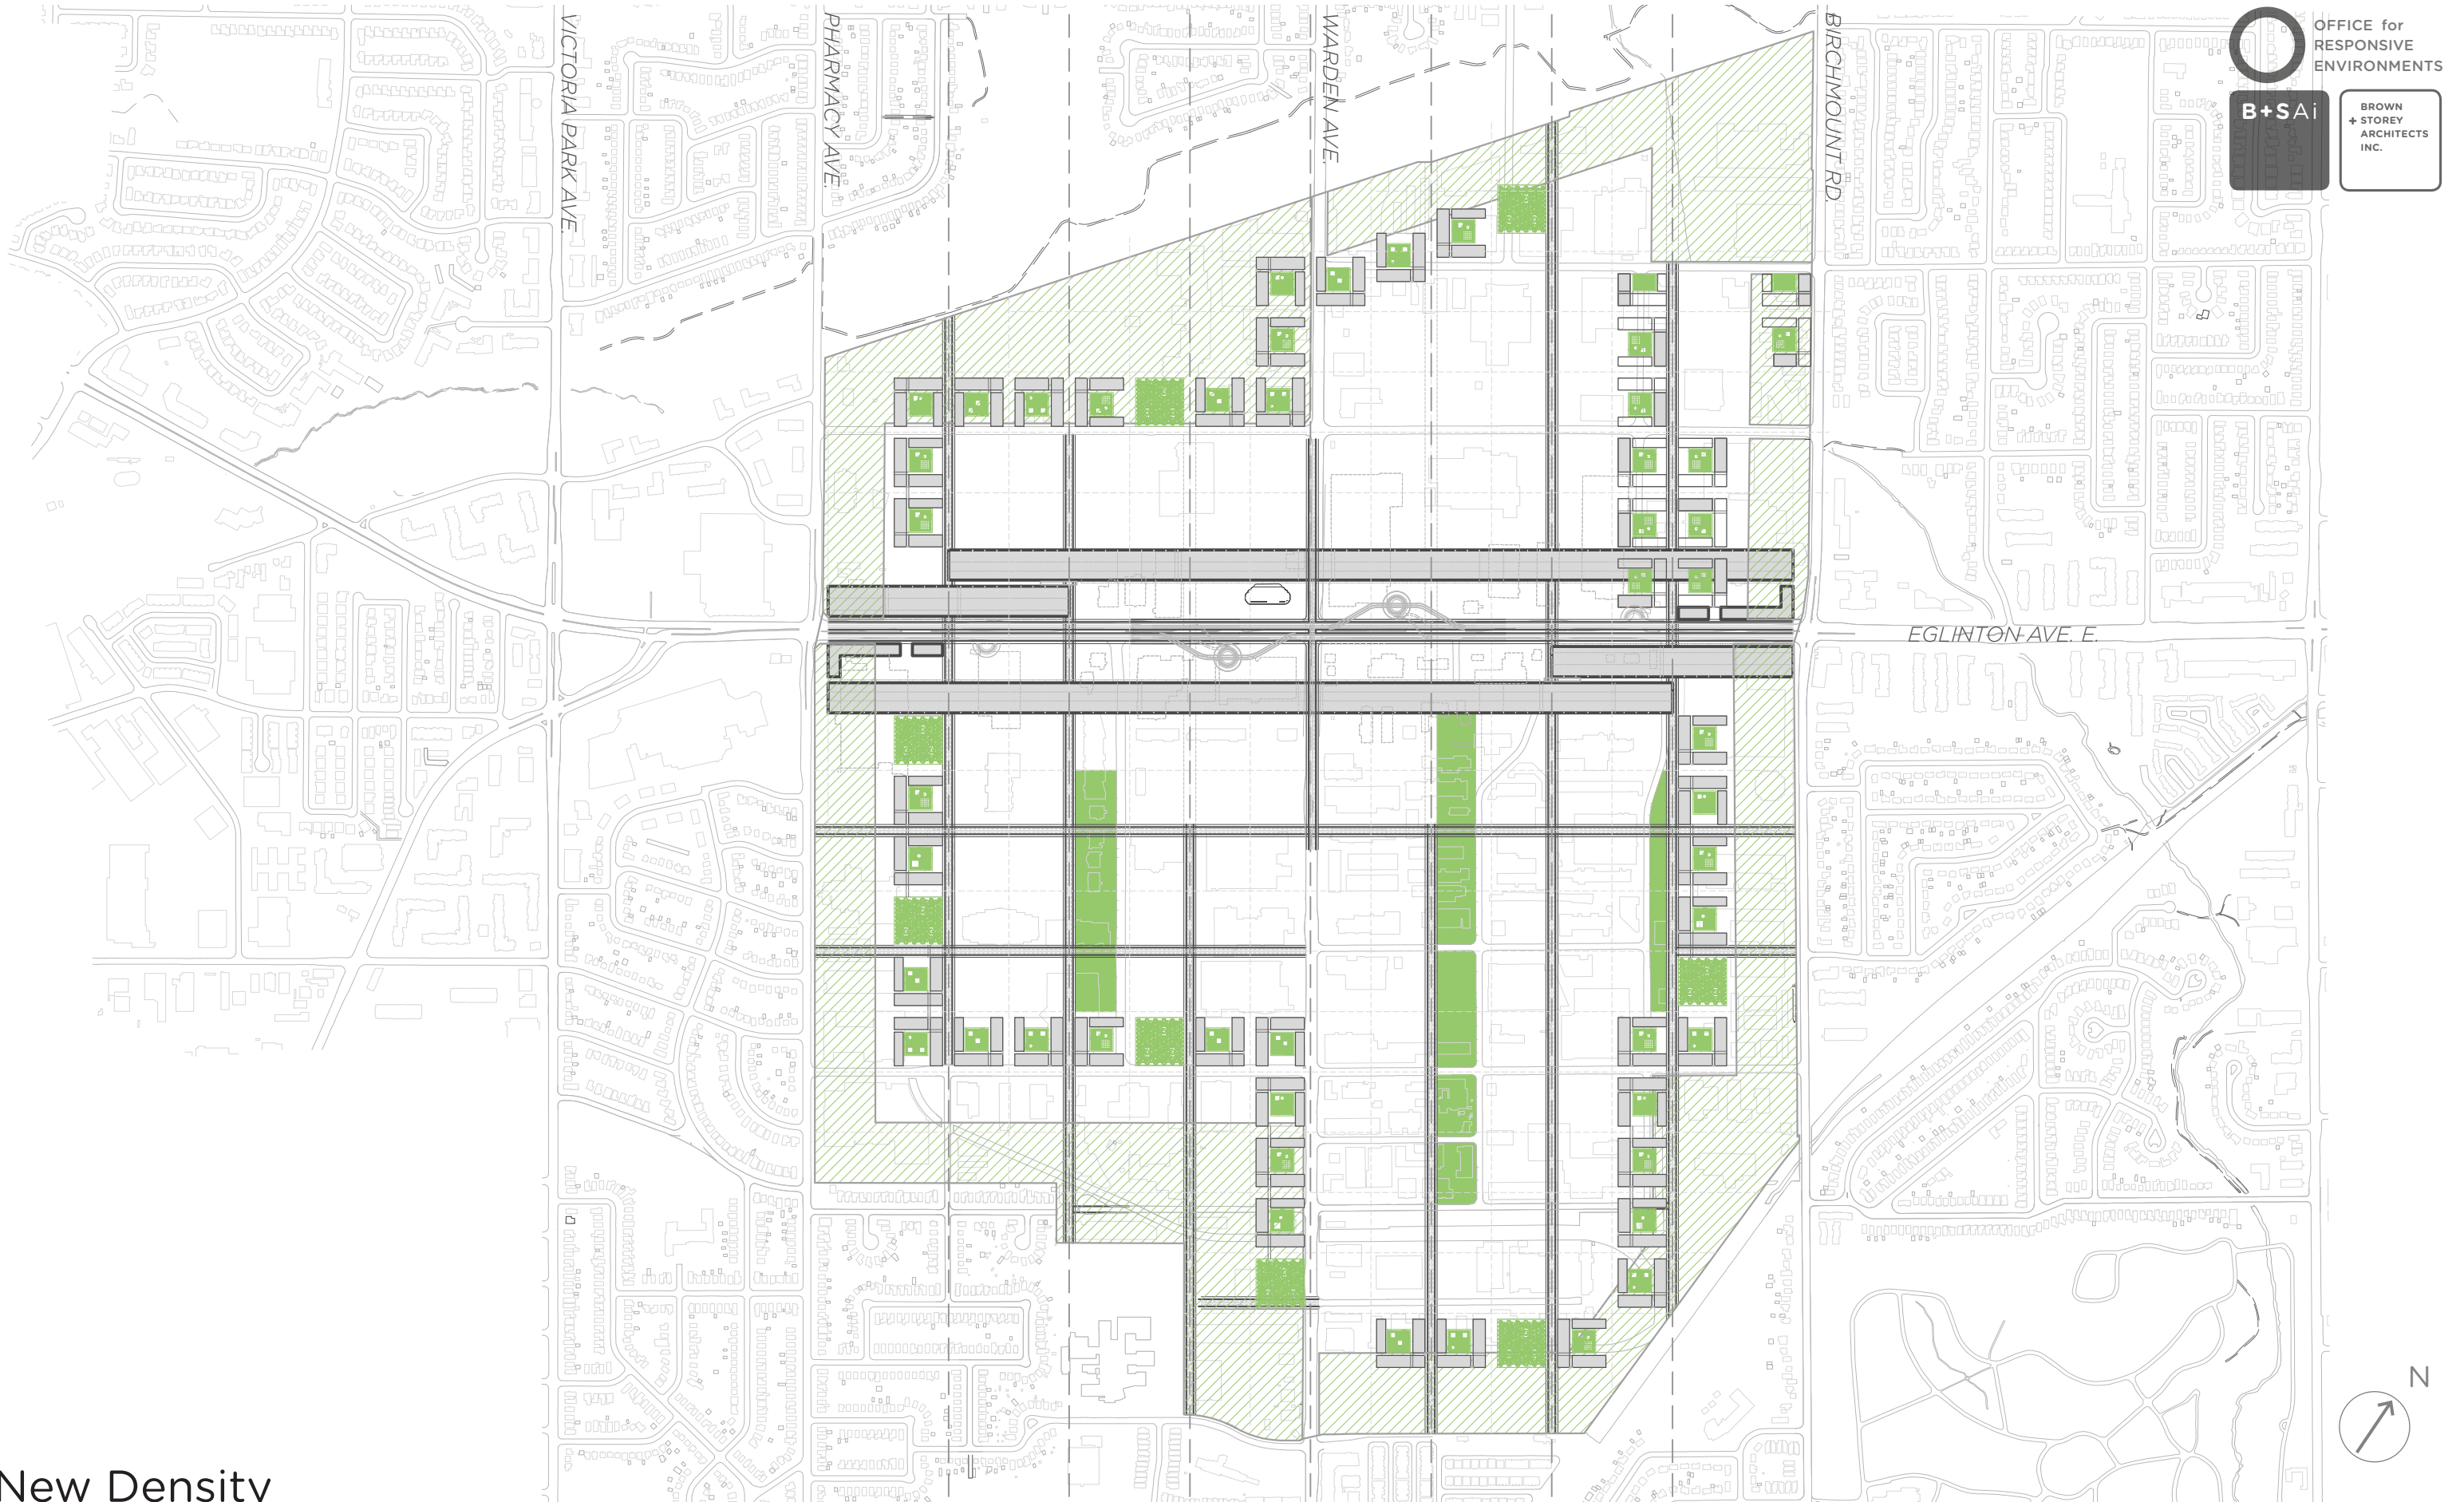 VICTORIA PARK AVE.
PHARMACY AVE.
WARDEN AVE.
BIRCHMOUNT RD.
OFFICE for
RESPONSIVE
ENVIRONMENTS
B+SAi
BROWN
+ STOREY
ARCHITECTS
INC.
EGLINTON AVE. E.
N
New Density